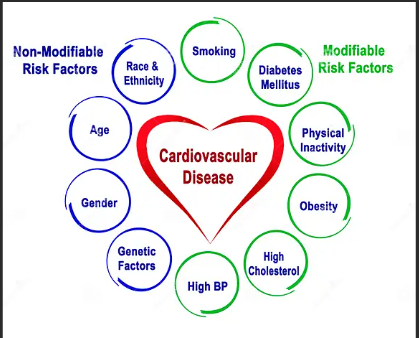 Non-Modifiable
Risk Factors
Race &
Ethnicity
Smoking
Modifiable
Risk Factors
Diabetes
Mellitus
Age
Physical
Inactivity
Cardiovascular
Disease
Gender
Obesity
Genetic
Factors
High
Cholesterol
High BP